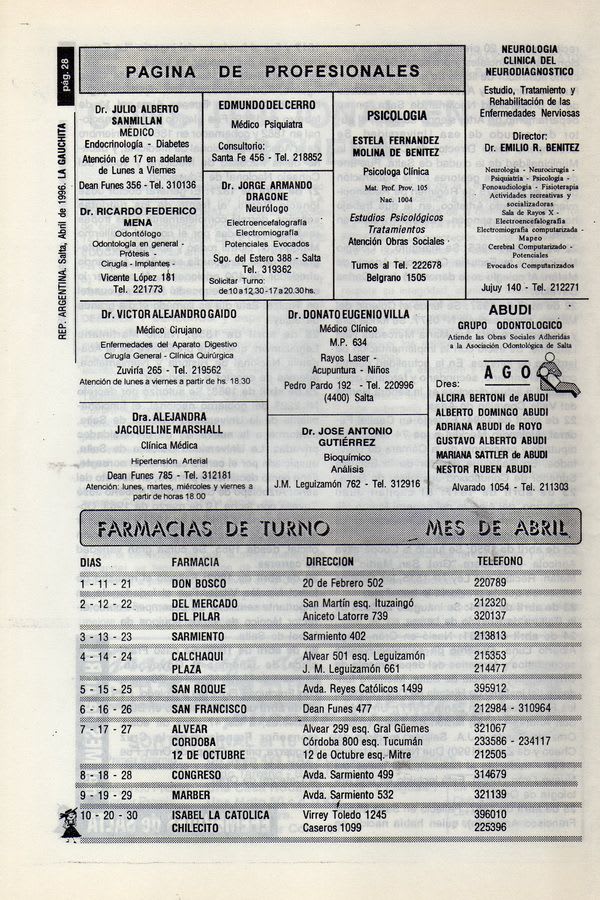 pág. 28
REP. ARGENTINA. Salta, Abril de 1996. LA GAUCHITA
PAGINA DE PROFESIONALES
Dr. JULIO ALBERTO
SANMILLAN
MEDICO
Endocrinología - Diabetes
Atención de 17 en adelante
de Lunes a Viernes
Dean Funes 356 - Tel. 310136
EDMUNDO DEL CERRO
Médico Psiquatra
Consultorio:
Santa Fe 456 - Tel. 218852
PSICOLOGIA
ESTELA FERNANDEZ
MOLINA DE BENITEZ
Psicologa Clínica
Mat. Prof. Prov. 105
Nac. 1004
Estudios Psicológicos
Tratamientos
Atención Obras Sociales
Turnos al Tel. 222678
Belgrano 1505
NEUROLOGIA
CLINICA DEL
NEURODIAGNOSTICO
Estudio, Tratamiento y
Rehabilitación de las
Enfermedades Nerviosas
Director:
Dr. EMILIO R. BENITEZ
Neurología - Neurocirugía -
Psiquiatría - Psicología -
Fonoaudiologia - Fisioterapia
Actividades recreativas y
socializadoras
Sala de Rayos X -
Electroencefalografía
Electromiografía computarizada -
Mapeo
Cerebral Computarizado -
Potenciales
Evocados Computarizados
Jujuy 140 - Tel. 212271
Dr. RICARDO FEDERICO
MENA
Odontólogo
Odontología en general -
Prótesis -
Cirugía - Implantes -
Vicente López 181
Tel. 221773
Dr. JORGE ARMANDO
DRAGONE
Neurólogo
Electroencefalografía
Electromiografía
Potenciales Evocados
Sgo. del Estero 388 - Salta
Tel. 319362
Solicitar Turno:
de 10 a 12,30 - 17 a 20.30 hs.
Dr. VICTOR ALEJANDRO GAIDO
Médico Cirujano
Enfermedades del Aparato Digestivo
Cirugía General - Clínica Quirúrgica
Zuviría 265 - Tel. 219562
Atención de lunes a viernes a partir de hs. 18.30
Dr. DONATO EUGENIO VILLA
Médico Clínico
M.P. 634
Rayos Laser -
Acupuntura - Niños
Pedro Pardo 192 - Tel. 220996
(4400) Salta
ABUDI
GRUPO ODONTOLOGICO
Atiende las Obras Sociales Adheridas
a la Asociación Odontológica de Salta
A G O
Dres:
ALCIRA BERTONI de ABUDI
ALBERTO DOMINGO ABUDI
ADRIANA ABUDI de ROYO
GUSTAVO ALBERTO ABUDI
MARIANA SATTLER de ABUDI
NESTOR RUBEN ABUDI
Alvarado 1054 - Tel. 211303
Dra. ALEJANDRA
JACQUELINE MARSHALL
Clínica Médica
Hipertensión Arterial
Dean Funes 785 - Tel. 312181
Atención: lunes, martes, miércoles y viernes a
partir de horas 18.00
Dr. JOSE ANTONIO
GUTIÉRREZ
Bioquímico
Análisis
J.M. Leguizamón 762 - Tel. 312916
FARMACIAS DE TURNO MES DE ABRIL
DIAS FARMACIA DIRECCION TELEFONO
1 - 11 - 21 DON BOSCO 20 de Febrero 502 220789
2 - 12 - 22 DEL MERCADO San Martín esq. Ituzaingó 212320
DEL PILAR Aniceto Latorre 739 320137
3 - 13 - 23 SARMIENTO Sarmiento 402 213813
4 - 14 - 24 CALCHAQUI Alvear 501 esq. Leguizamón 215353
PLAZA J. M. Leguizamón 661 214477
5 - 15 - 25 SAN ROQUE Avda. Reyes Católicos 1499 395912
6 - 16 - 26 SAN FRANCISCO Dean Funes 477 212984 - 310964
7 - 17 - 27 ALVEAR Alvear 299 esq. Gral Güemes 321067
CORDOBA Córdoba 800 esq. Tucumán 233586 - 234117
12 DE OCTUBRE 12 de Octubre esq. Mitre 212505
8 - 18 - 28 CONGRESO Avda. Sarmiento 499 314679
9 - 19 - 29 MARBER Avda. Sarmiento 532 321139
10 - 20 - 30 ISABEL LA CATOLICA Virrey Toledo 1245 396010
CHILECITO Caseros 1099 225396